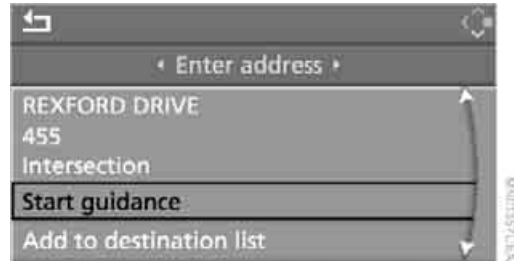 Enter address
REXFORD DRIVE
455
Intersection
Start guidance
Add to destination list